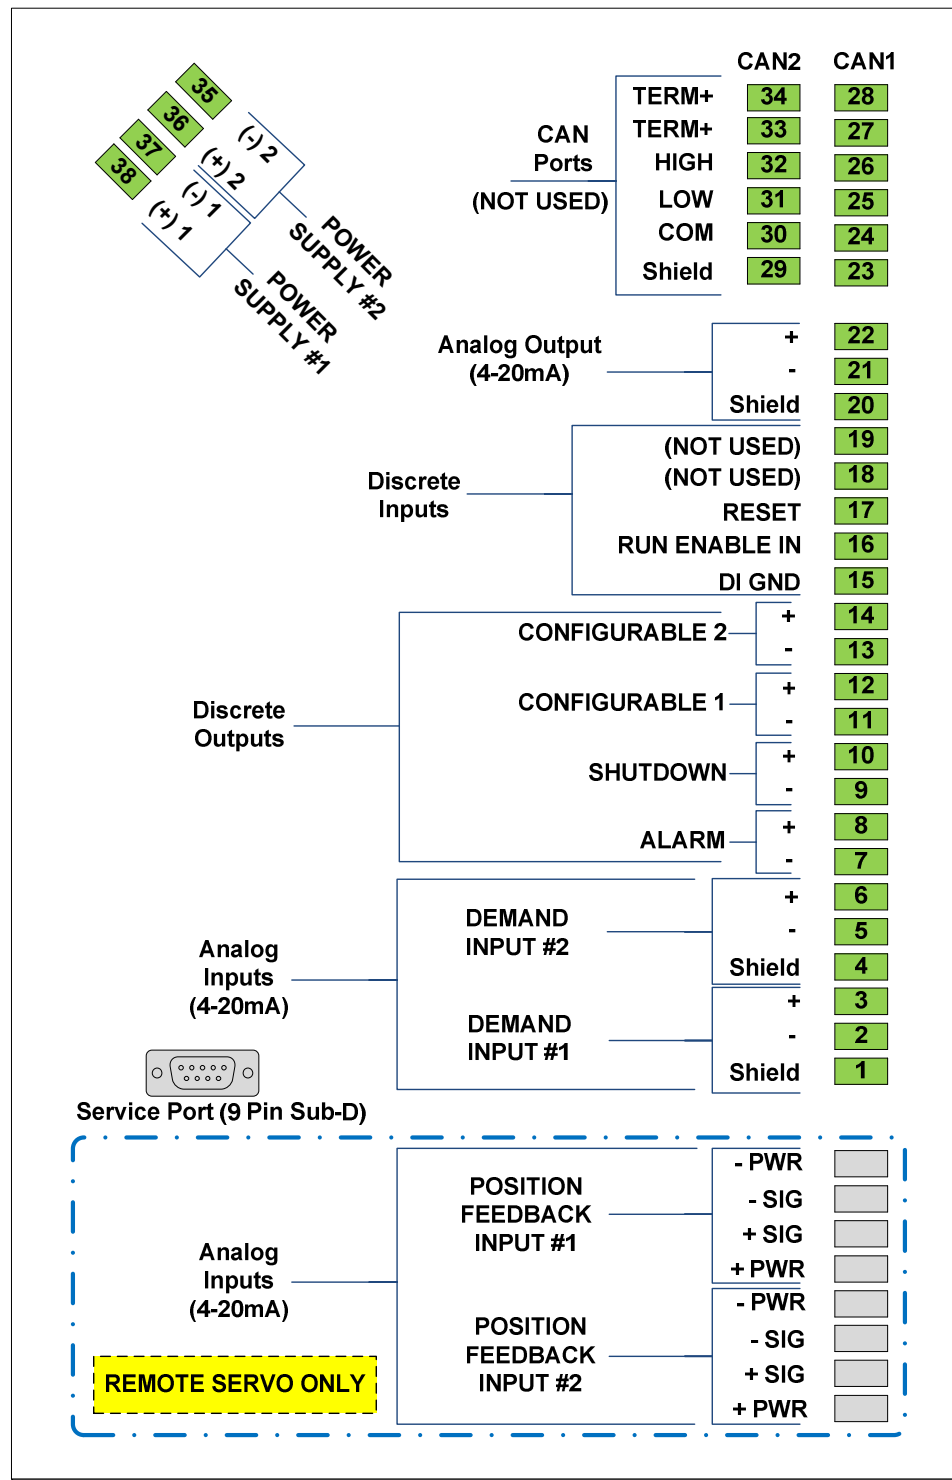 CAN2 CAN1
35
36
37
38
(-) 2
(+) 2
(-) 1
(+) 1
POWER
SUPPLY #2
POWER
SUPPLY #1
CAN
Ports
(NOT USED)
TERM+ 34 28
TERM+ 33 27
HIGH 32 26
LOW 31 25
COM 30 24
Shield 29 23
Analog Output
(4-20mA)
+ 22
- 21
Shield 20
Discrete
Inputs
(NOT USED) 19
(NOT USED) 18
RESET 17
RUN ENABLE IN 16
DI GND 15
Discrete
Outputs
CONFIGURABLE 2
+ 14
- 13
CONFIGURABLE 1
+ 12
- 11
SHUTDOWN
+ 10
- 9
ALARM
+ 8
- 7
Analog
Inputs
(4-20mA)
DEMAND
INPUT #2
+ 6
- 5
Shield 4
DEMAND
INPUT #1
+ 3
- 2
Shield 1
Service Port (9 Pin Sub-D)
Analog
Inputs
(4-20mA)
POSITION
FEEDBACK
INPUT #1
- PWR
- SIG
+ SIG
+ PWR
POSITION
FEEDBACK
INPUT #2
- PWR
- SIG
+ SIG
+ PWR
REMOTE SERVO ONLY